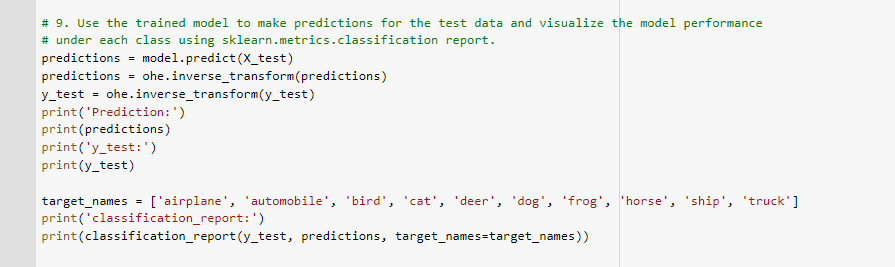 # 9. Use the trained model to make predictions for the test data and visualize the model performance
# under each class using sklearn.metrics.classification report.
predictions = model.predict(X_test)
predictions = ohe.inverse_transform(predictions)
y_test = ohe.inverse_transform(y_test)
print('Prediction:')
print(predictions)
print('y_test:')
print(y_test)
target_names = ['airplane', 'automobile', 'bird', 'cat', 'deer', 'dog', 'frog', 'horse', 'ship', 'truck']
print('classification_report:')
print(classification_report(y_test, predictions, target_names=target_names))